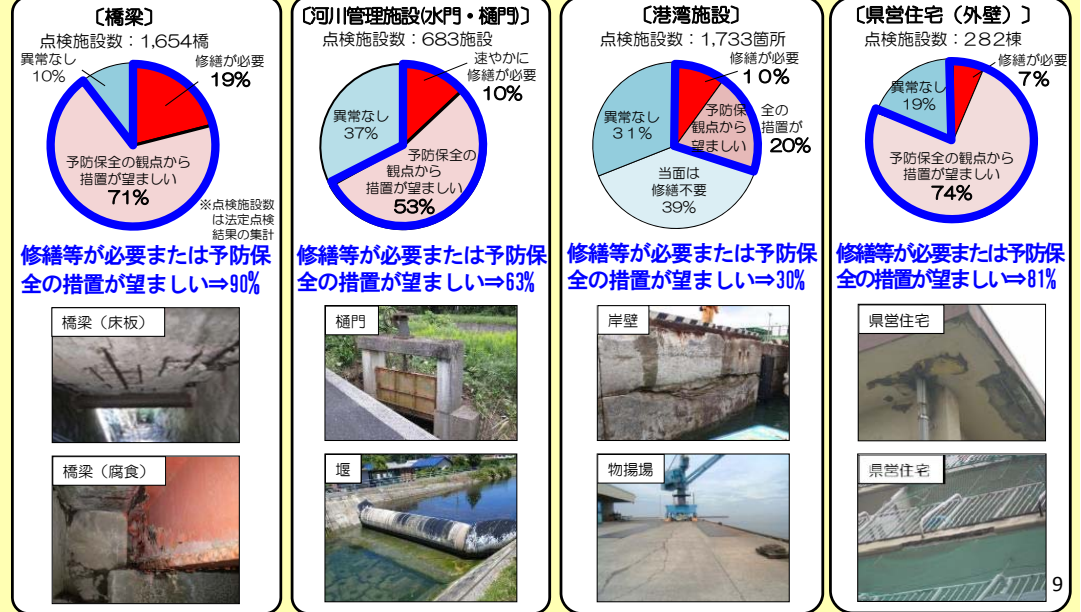 〔橋梁〕
点検施設数：1,654橋
異常なし
10%
修繕が必要
19%
予防保全の観点から
措置が望ましい
71%
※点検施設数
は法定点検
結果の集計
修繕等が必要または予防保
全の措置が望ましい⇒90%
橋梁（床板）
橋梁（腐食）
〔河川管理施設(水門・樋門)〕
点検施設数：683施設
速やかに
修繕が必要
10%
異常なし
37%
予防保全の
観点から
措置が望ましい
53%
修繕等が必要または予防保
全の措置が望ましい⇒63%
樋門
堰
〔港湾施設〕
点検施設数：1,733箇所
修繕が必要
10%
異常なし
31%
予防保 全の
観点から 措置が
望ましい 20%
当面は
修繕不要
39%
修繕等が必要または予防保
全の措置が望ましい⇒30%
岸壁
物揚場
〔県営住宅（外壁）〕
点検施設数：282棟
修繕が必要
7%
異常なし
19%
予防保全の観点から
措置が望ましい
74%
修繕等が必要または予防保
全の措置が望ましい⇒81%
県営住宅
県営住宅
9